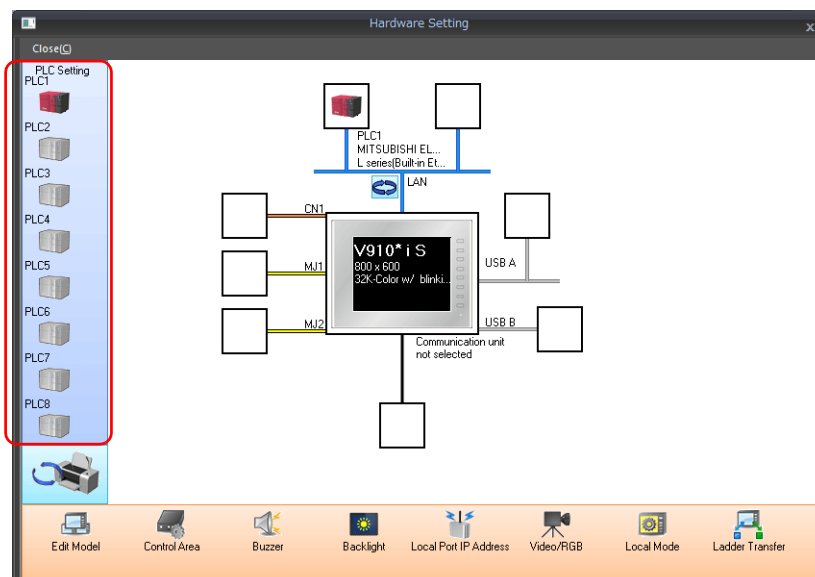 Hardware Setting
x
Close(C)
PLC Setting
PLC1
PLC2
PLC3
PLC4
PLC5
PLC6
PLC7
PLC8
PLC1
MITSUBISHI EL...
L series(Built-in Et...
LAN
CN1
MJ1
MJ2
V910* i S
800 x 600
32K-Color w/ blinki...
USB A
USB B
Communication unit
not selected
Edit Model
Control Area
Buzzer
Backlight
Local Port IP Address
Video/RGB
Local Mode
Ladder Transfer